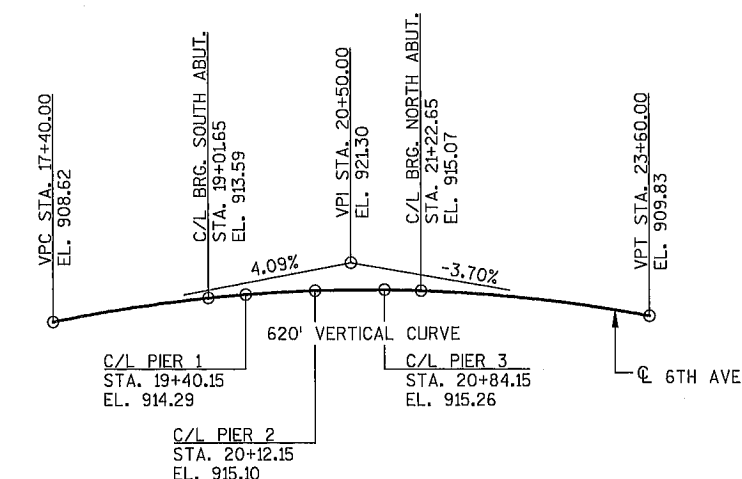 VPC STA. 17+40.00
EL. 908.62
C/L BRG. SOUTH ABUT.
STA. 19+01.65
EL. 913.59
VPI STA. 20+50.00
EL. 921.30
C/L BRG. NORTH ABUT.
STA. 21+22.65
EL. 915.07
VPT STA. 23+60.00
EL. 909.83
4.09%
-3.70%
620' VERTICAL CURVE
C/L PIER 1
STA. 19+40.15
EL. 914.29
C/L PIER 3
STA. 20+84.15
EL. 915.26
℄ 6TH AVE
C/L PIER 2
STA. 20+12.15
EL. 915.10